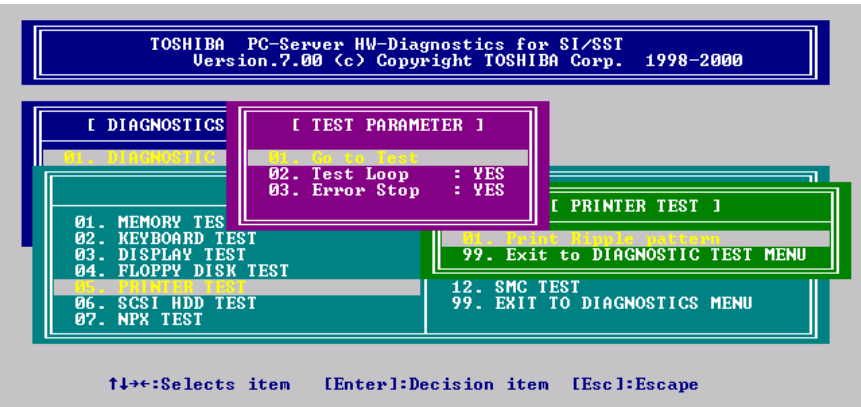 TOSHIBA PC-Server HW-Diagnostics for SI/SST
Version.7.00 (c) Copyright TOSHIBA Corp. 1998-2000
[ DIAGNOSTICS
01. DIAGNOSTIC
[ TEST PARAMETER ]
01. Go to Test
02. Test Loop : YES
03. Error Stop : YES
[ PRINTER TEST ]
01. Print Ripple pattern
99. Exit to DIAGNOSTIC TEST MENU
01. MEMORY TES
02. KEYBOARD TEST
03. DISPLAY TEST
04. FLOPPY DISK TEST
05. PRINTER TEST
06. SCSI HDD TEST
07. NPX TEST
12. SMC TEST
99. EXIT TO DIAGNOSTICS MENU
↑↓→←:Selects item [Enter]:Decision item [Esc]:Escape